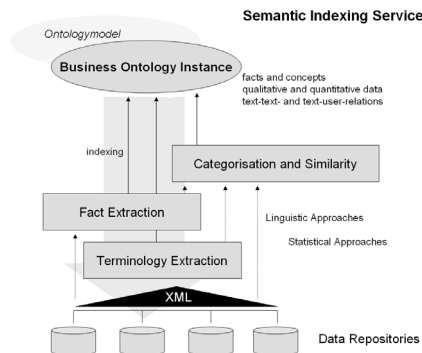 Semantic Indexing Service
Ontologymodel
Business Ontology Instance
facts and concepts
qualitative and quantitative data
text-text- and text-user-relations
indexing
Categorisation and Similarity
Fact Extraction
Linguistic Approaches
Statistical Approaches
Terminology Extraction
XML
Data Repositories